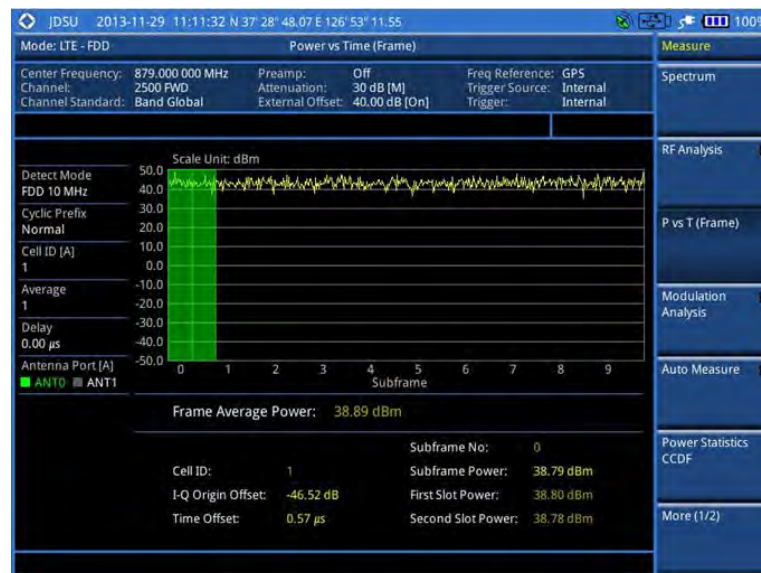 JDSU 2013-11-29 11:11:32 N 37° 28" 48.07 E 126° 53" 11.55 100%
Mode: LTE - FDD Power vs Time (Frame) Measure
Center Frequency: 879.000 000 MHz Preamp: Off Freq Reference: GPS
Channel: 2500 FWD Attenuation: 30 dB [M] Trigger Source: Internal
Channel Standard: Band Global External Offset: 40.00 dB [On] Trigger: Internal
Spectrum
RF Analysis
P vs T (Frame)
Modulation
Analysis
Auto Measure
Power Statistics
CCDF
More (1/2)
Detect Mode
FDD 10 MHz
Cyclic Prefix
Normal
Cell ID [A]
1
Average
1
Delay
0.00 µs
Antenna Port [A]
ANT0 ANT1
Scale Unit: dBm
50.0
40.0
30.0
20.0
10.0
0.0
-10.0
-20.0
-30.0
-40.0
-50.0
0 1 2 3 4 5 6 7 8 9
Subframe
Frame Average Power: 38.89 dBm
Subframe No: 0
Cell ID: 1 Subframe Power: 38.79 dBm
I-Q Origin Offset: -46.52 dB First Slot Power: 38.80 dBm
Time Offset: 0.57 µs Second Slot Power: 38.78 dBm